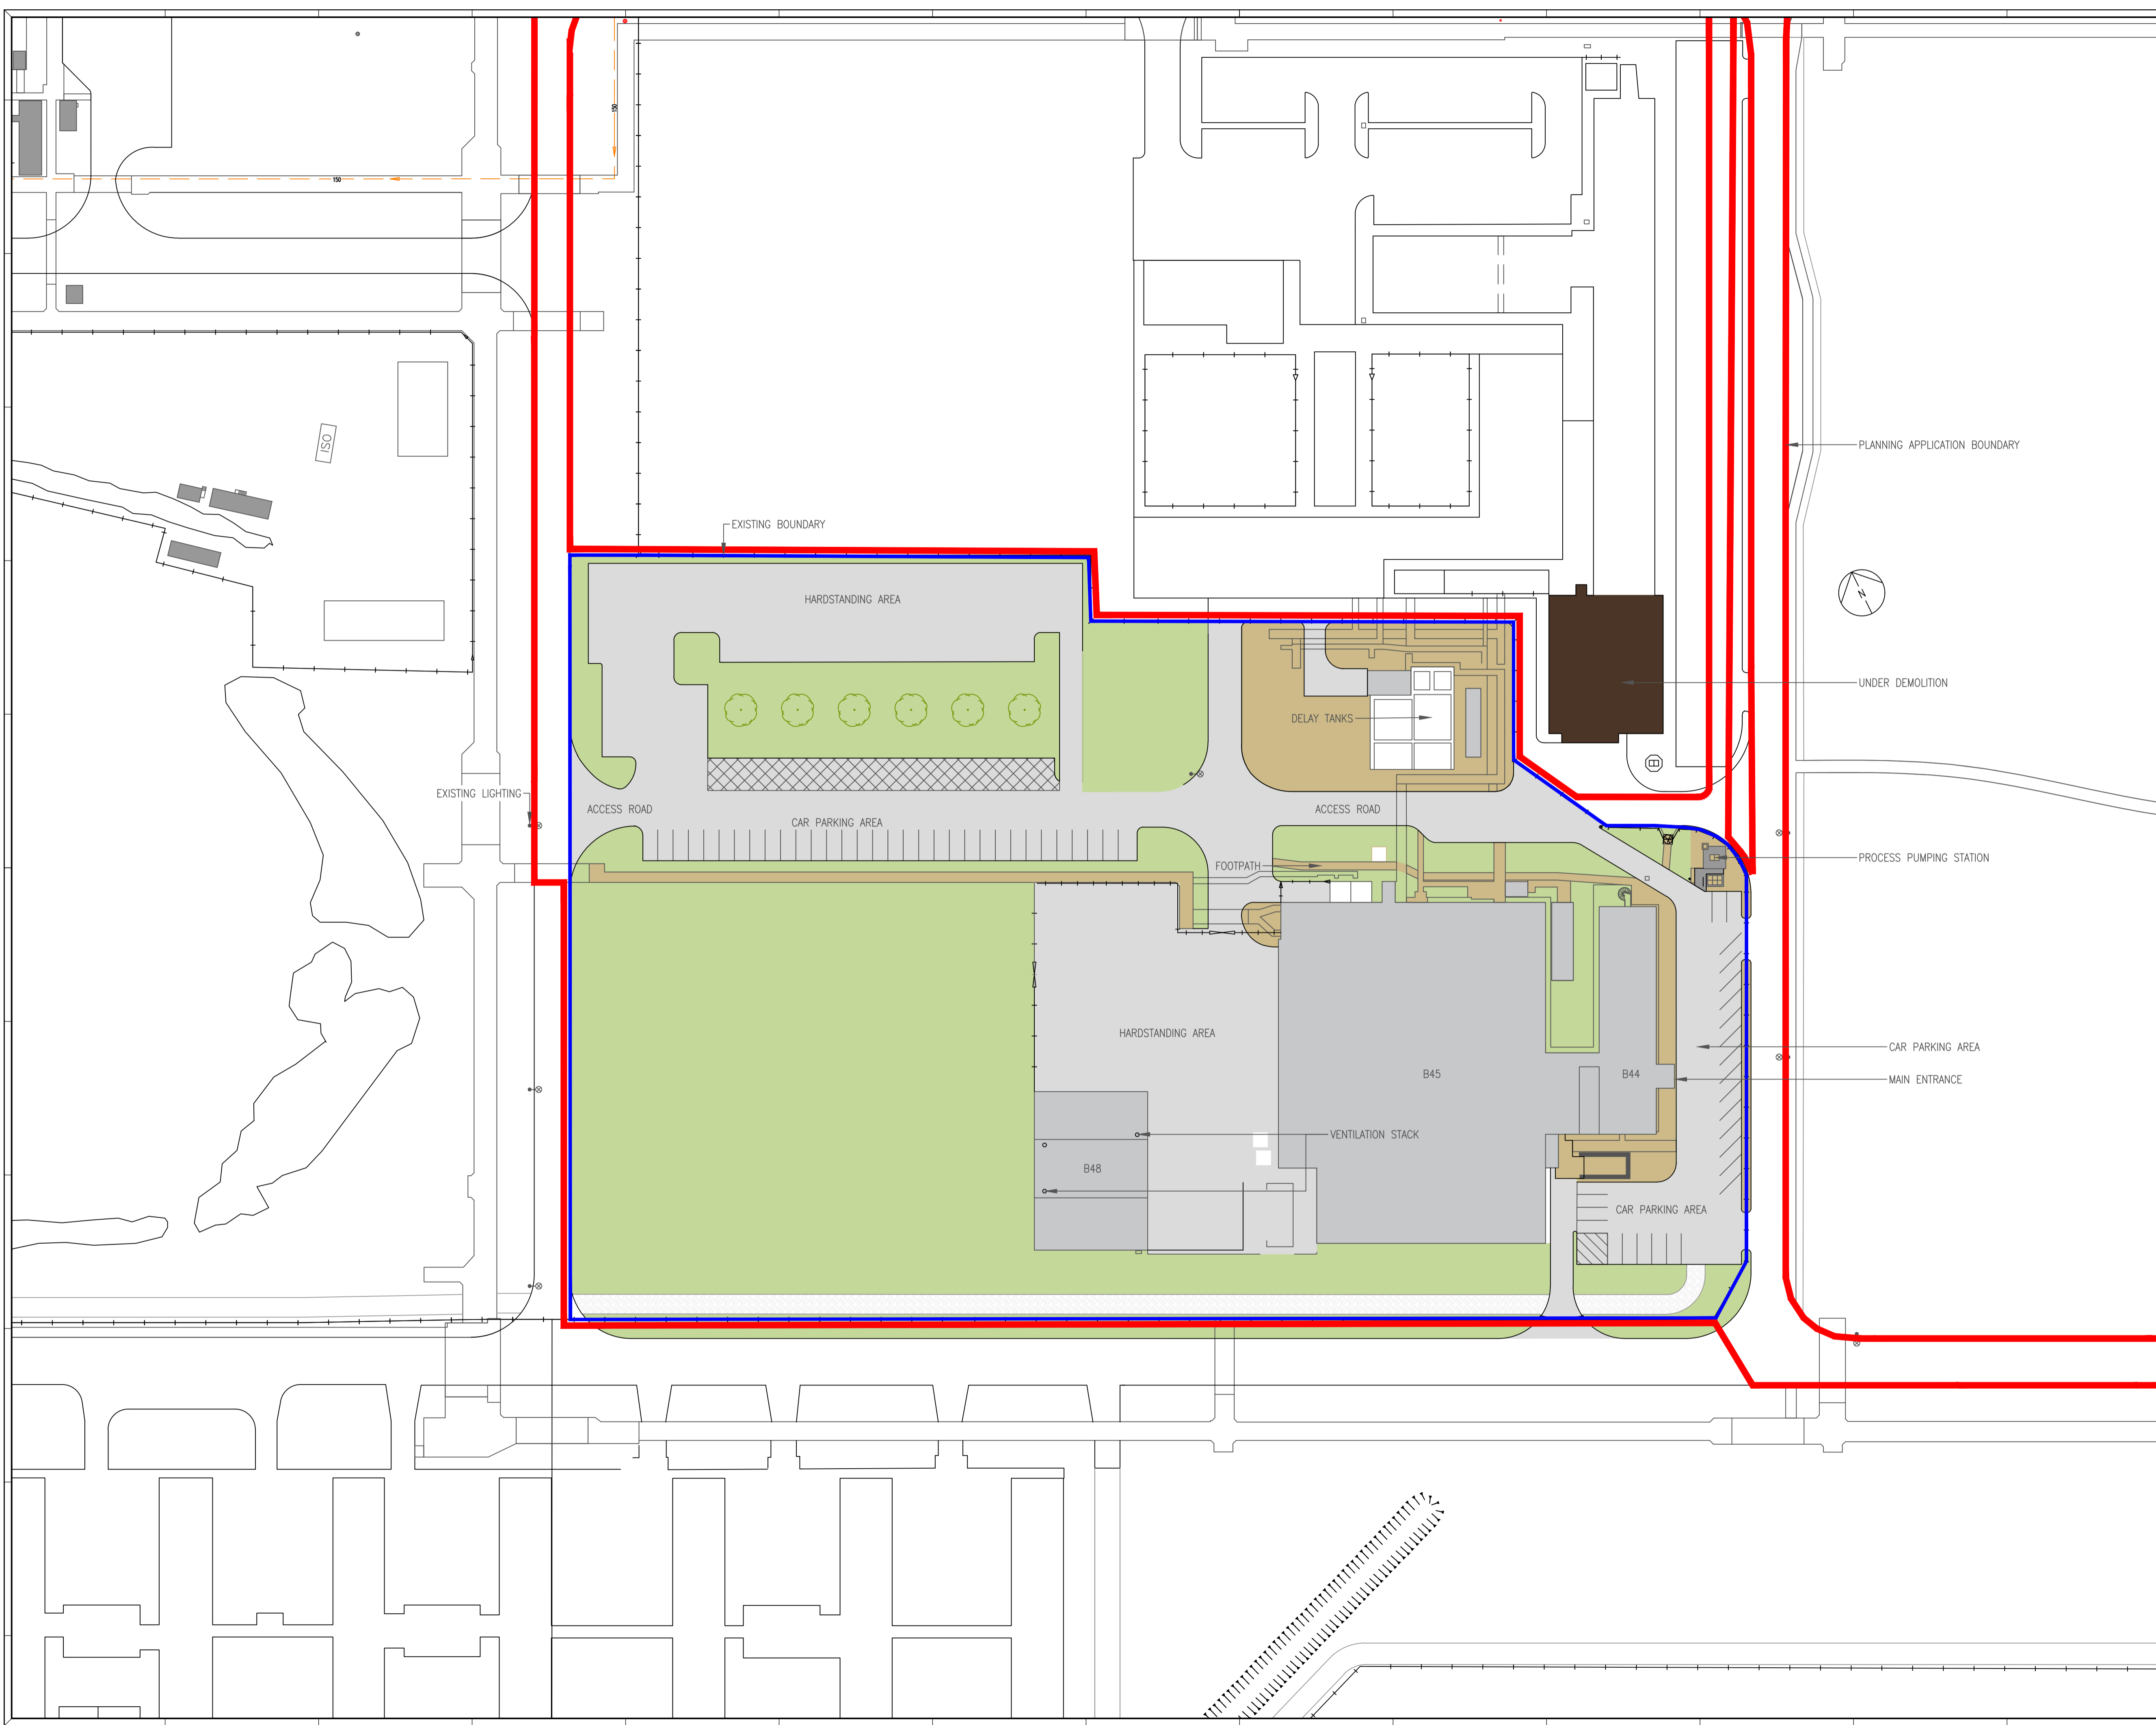 150
150
ISO
PLANNING APPLICATION BOUNDARY
EXISTING BOUNDARY
N
HARDSTANDING AREA
UNDER DEMOLITION
DELAY TANKS
EXISTING LIGHTING
ACCESS ROAD
ACCESS ROAD
CAR PARKING AREA
PROCESS PUMPING STATION
FOOTPATH
HARDSTANDING AREA
CAR PARKING AREA
B45
B44
MAIN ENTRANCE
VENTILATION STACK
B48
CAR PARKING AREA